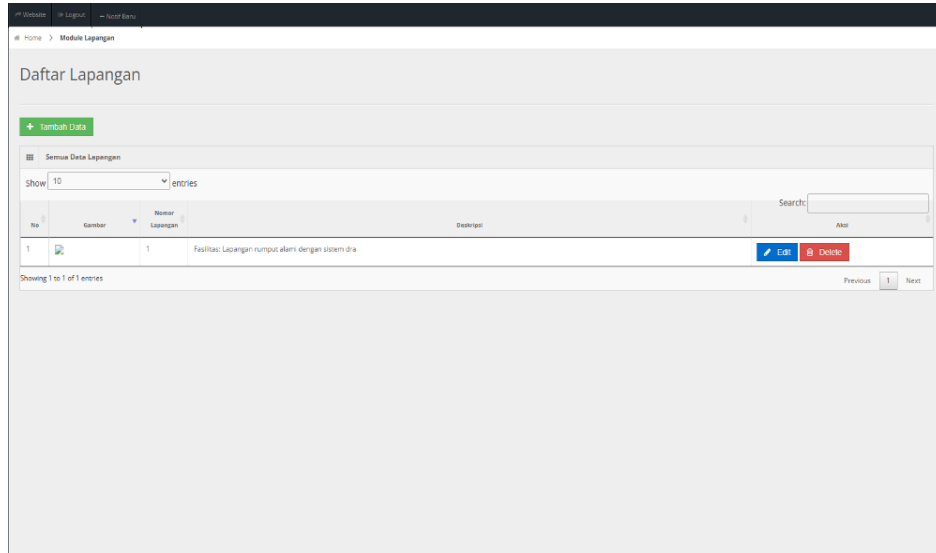 Website Logout Notif Baru
Home > Module Lapangan
Daftar Lapangan
+ Tambah Data
Semua Data Lapangan
Show 10 entries
Search:
No Gambar Nomor Lapangan Deskripsi Aksi
1 1 Fasilitas: Lapangan rumput alami dengan sistem dra Edit Delete
Showing 1 to 1 of 1 entries
Previous 1 Next